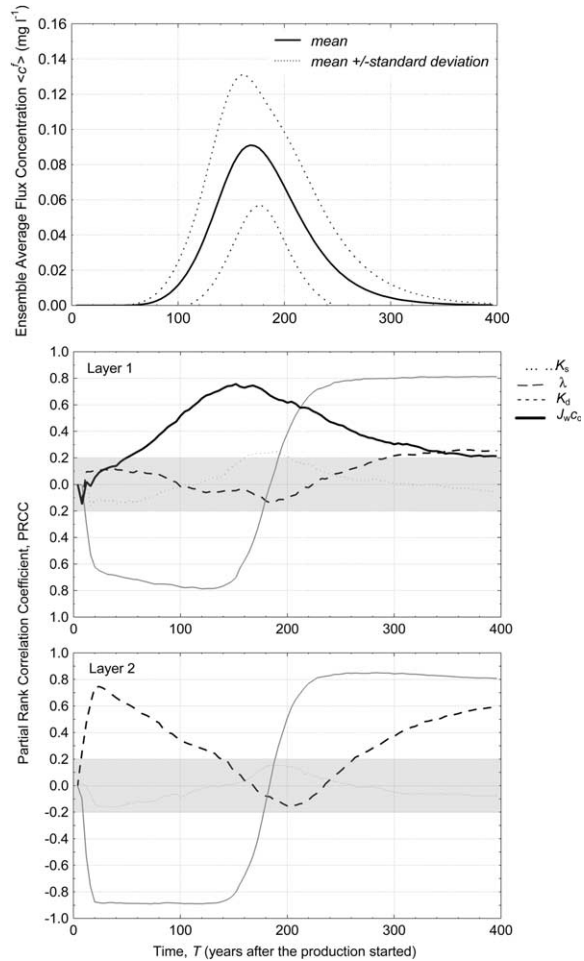 Ensemble Average Flux Concentration <c^f> (mg l⁻¹)
0.16
0.14
0.12
0.10
0.08
0.06
0.04
0.02
0.00
mean
mean +/-standard deviation
0 100 200 300 400
Partial Rank Correlation Coefficient, PRCC
Layer 1
1.0
0.8
0.6
0.4
0.2
0.0
0.2
0.4
0.6
0.8
1.0
0 100 200 300 400
K_s
λ
K_d
J_w c_o
Layer 2
1.0
0.8
0.6
0.4
0.2
0.0
-0.2
-0.4
-0.6
-0.8
-1.0
0 100 200 300 400
Time, T (years after the production started)